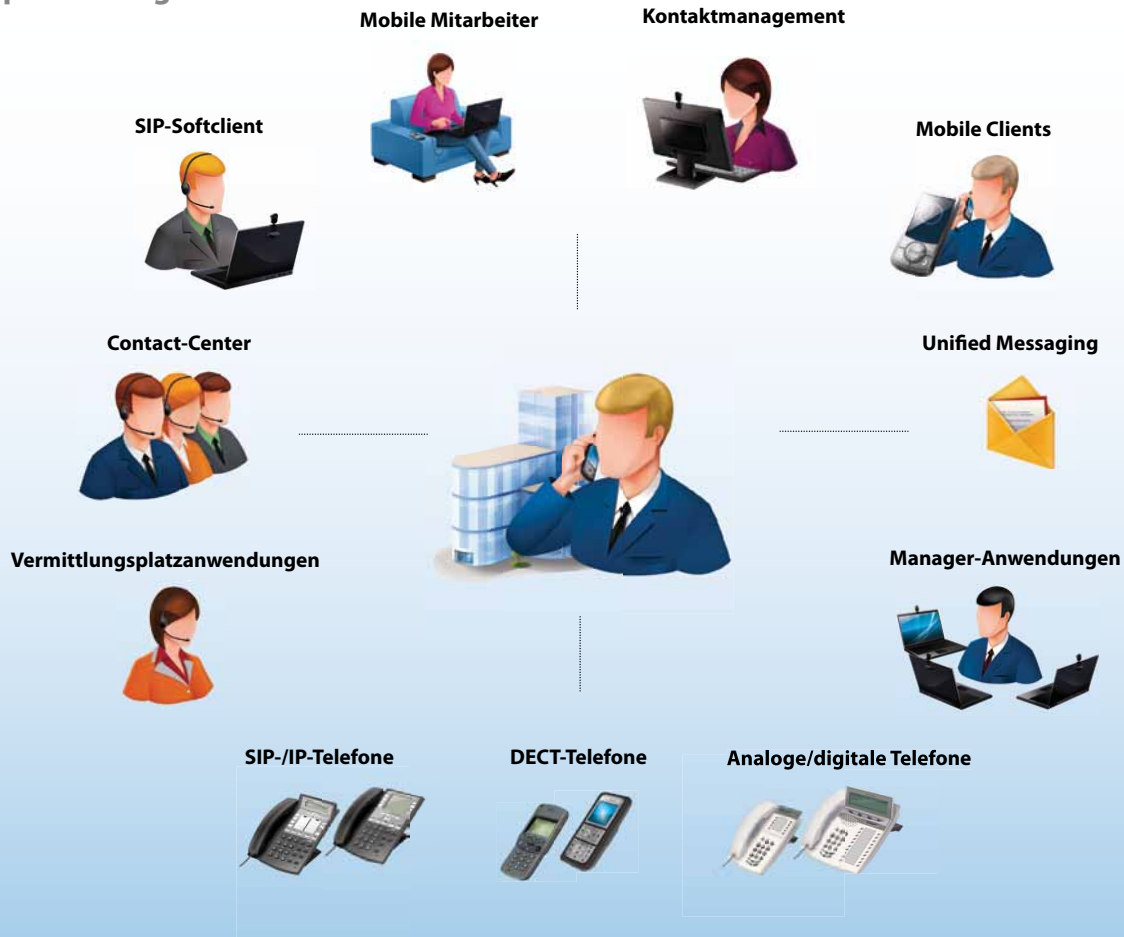 Mobile Mitarbeiter
Kontaktmanagement
SIP-Softclient
Mobile Clients
Contact-Center
Unified Messaging
Vermittlungsplatzanwendungen
Manager-Anwendungen
SIP-/IP-Telefone
DECT-Telefone
Analoge/digitale Telefone